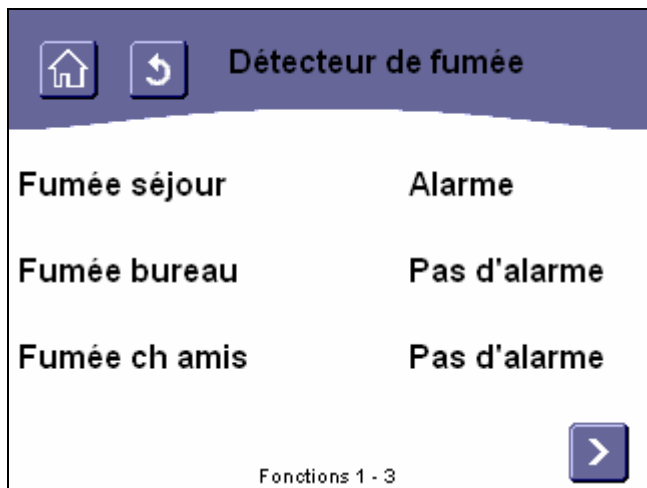 Détecteur de fumée
Fumée séjour Alarme
Fumée bureau Pas d'alarme
Fumée ch amis Pas d'alarme
Fonctions 1 - 3